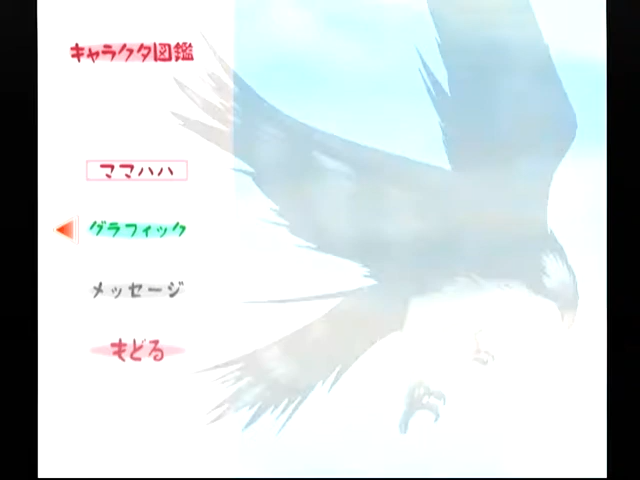 キャラクタ図鑑
ママハハ
グラフィック
メッセージ
もどる